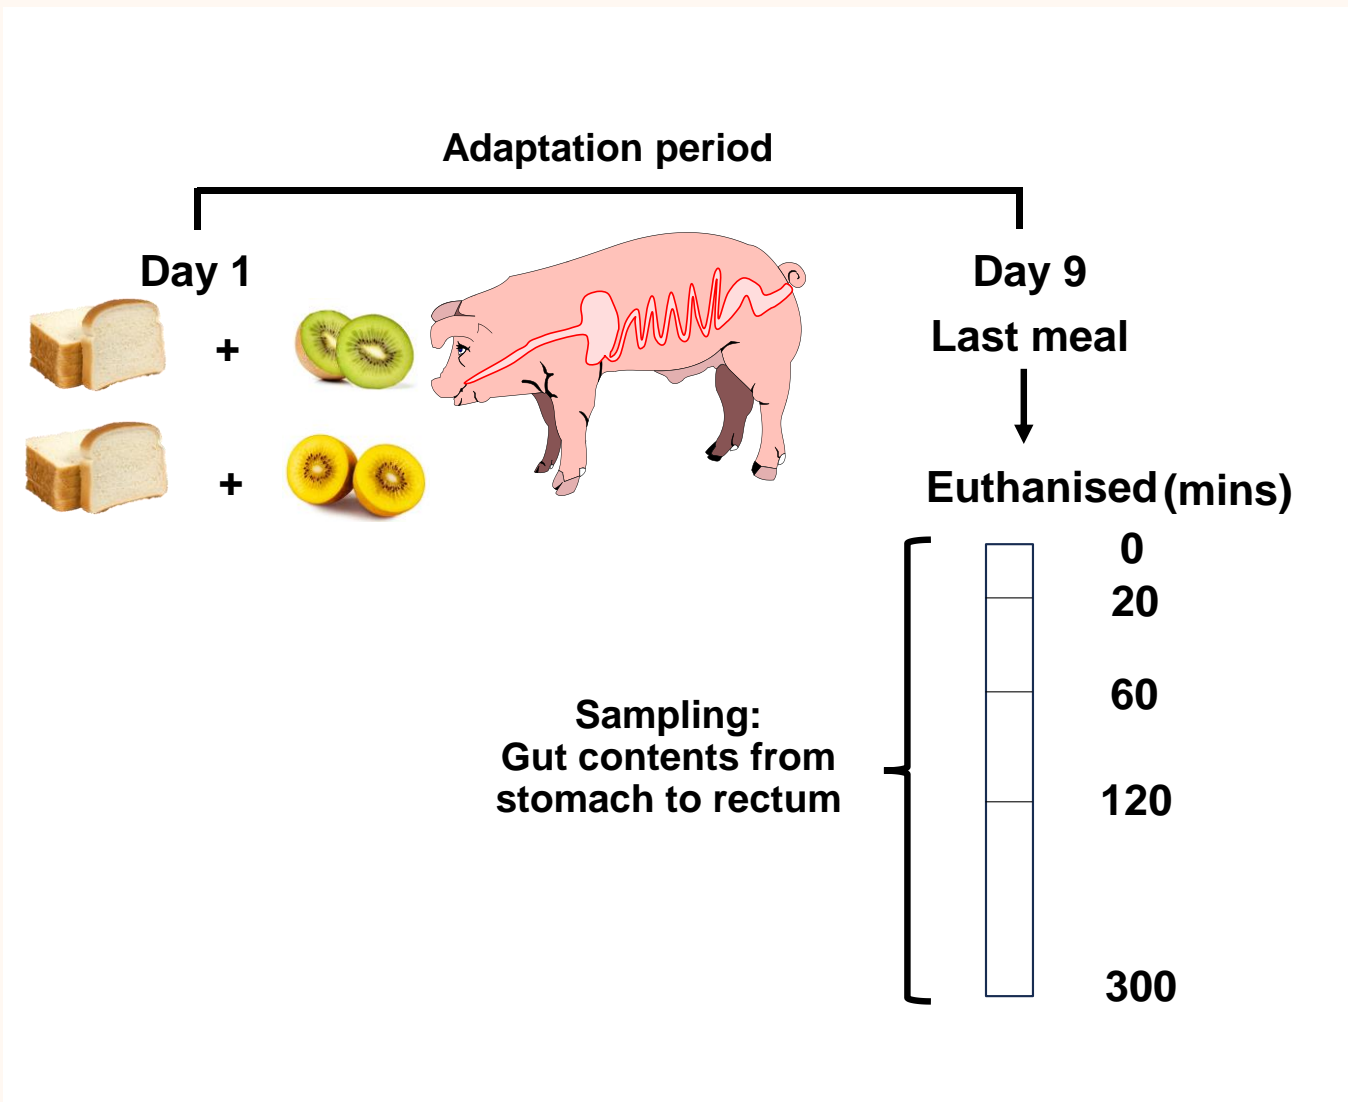 Adaptation period
Day 1
Day 9
+
Last meal
+
Euthanised (mins)
0
20
60
Sampling:
Gut contents from
stomach to rectum
120
300